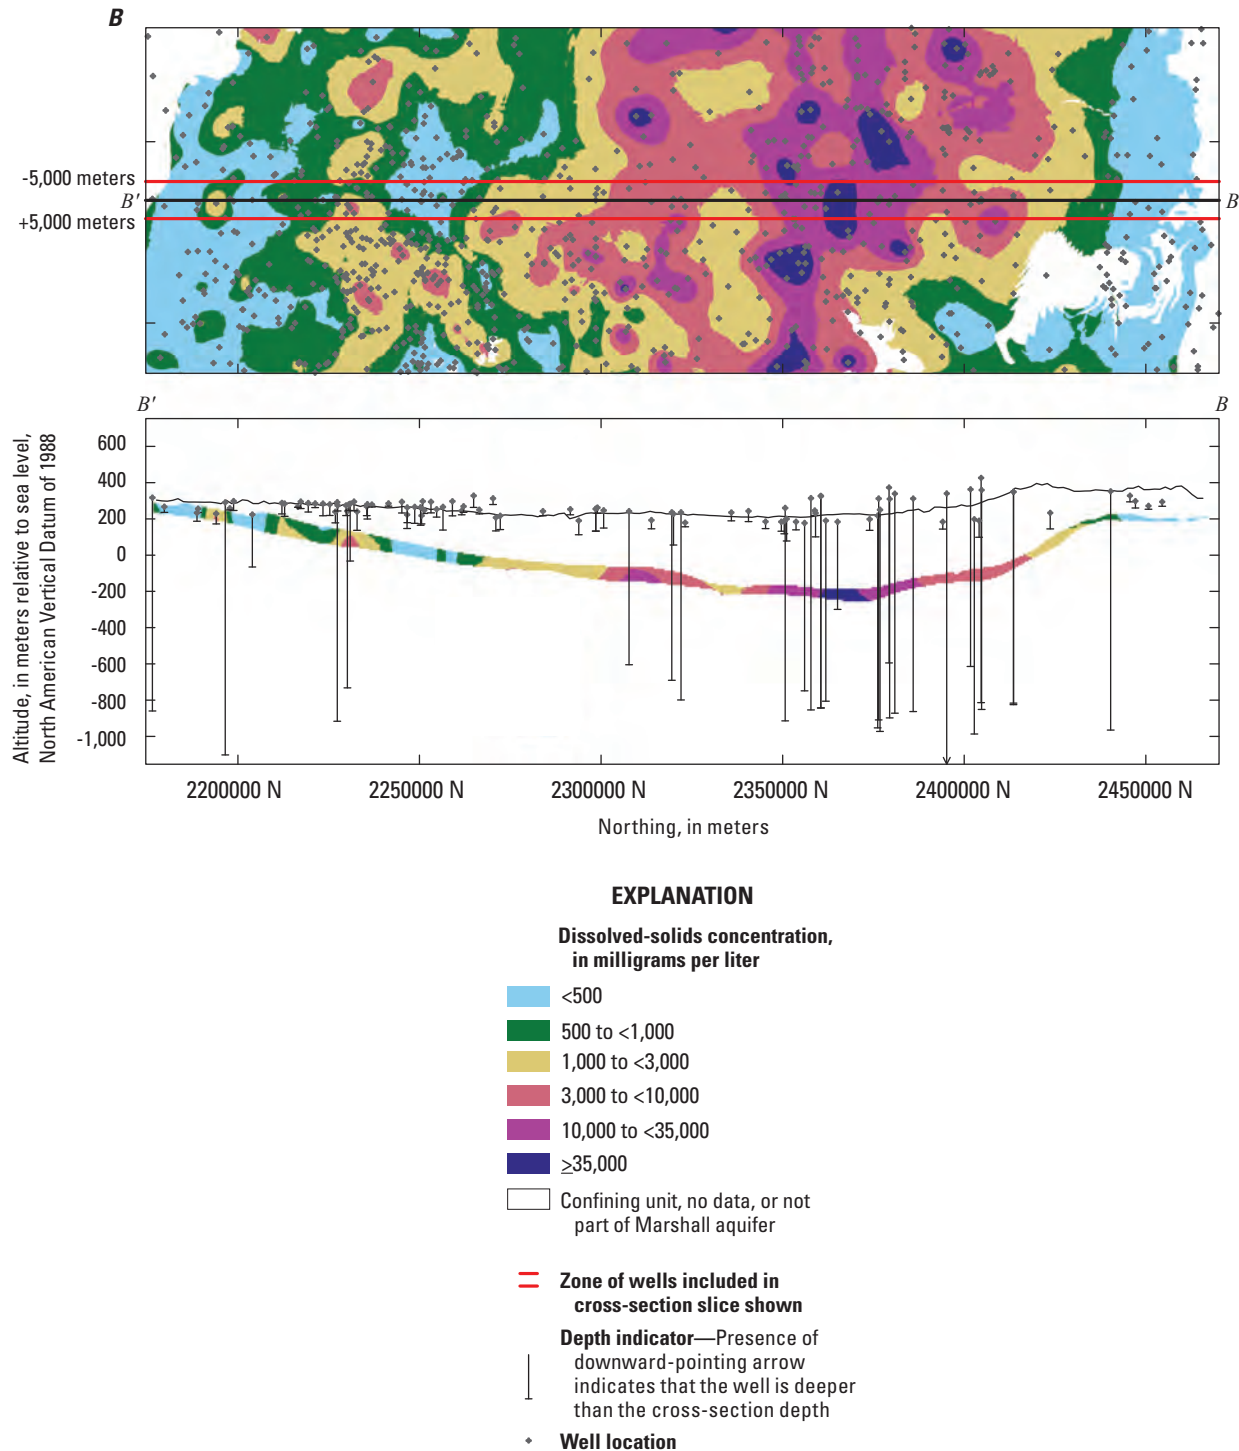 B
-5,000 meters
B'
B
+5,000 meters
B'
B
Altitude, in meters relative to sea level,
North American Vertical Datum of 1988
600
400
200
0
-200
-400
-600
-800
-1,000
2200000 N
2250000 N
2300000 N
2350000 N
2400000 N
2450000 N
Northing, in meters
EXPLANATION
Dissolved-solids concentration,
in milligrams per liter
<500
500 to <1,000
1,000 to <3,000
3,000 to <10,000
10,000 to <35,000
≥35,000
Confining unit, no data, or not
part of Marshall aquifer
Zone of wells included in
cross-section slice shown
Depth indicator—Presence of
downward-pointing arrow
indicates that the well is deeper
than the cross-section depth
Well location